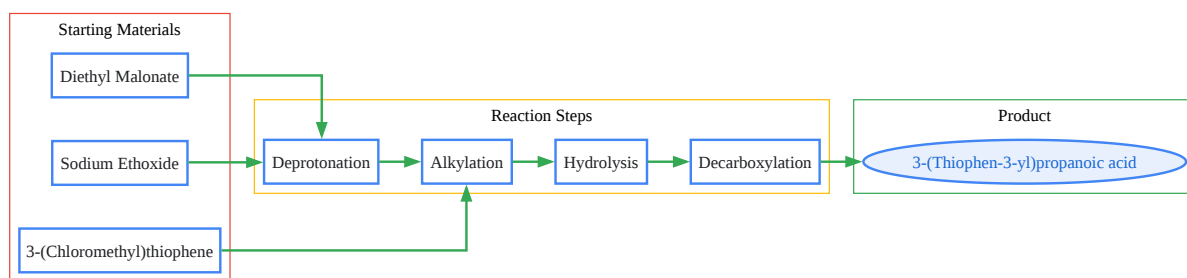 Starting Materials
Diethyl Malonate
Sodium Ethoxide
3-(Chloromethyl)thiophene
Reaction Steps
Deprotonation
Alkylation
Hydrolysis
Decarboxylation
Product
3-(Thiophen-3-yl)propanoic acid